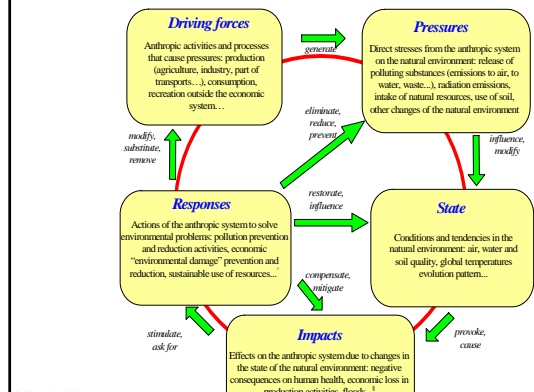 Driving forces
Anthropic activities and processes
that cause pressures: production
(agriculture, industry, part of
transports…), consumption,
recreation outside the economic
system…
generate
Pressures
Direct stresses from the anthropic system
on the natural environment: release of
polluting substances (emissions to air, to
water, waste...), radiation emissions,
intake of natural resources, use of soil,
other changes of the natural environment
eliminate,
reduce,
prevent
modify,
substitute,
remove
influence,
modify
Responses
Actions of the anthropic system to solve
environmental problems: pollution prevention
and reduction activities, economic
“environmental damage” prevention and
reduction, sustainable use of resources...
restorate,
influence
State
Conditions and tendencies in the
natural environment: air, water and
soil quality, global temperatures
evolution pattern...
compensate,
mitigate
stimulate,
ask for
Impacts
Effects on the anthropic system due to changes in
the state of the natural environment: negative
consequences on human health, economic loss in
production activities, floods...
provoke,
cause